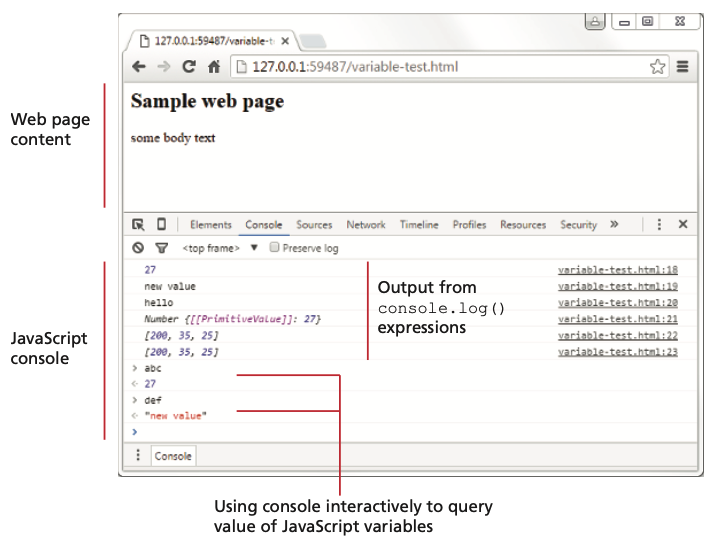 127.0.0.1:59487/variable-t
127.0.0.1:59487/variable-test.html
Web page
content
Sample web page
some body text
Elements Console Sources Network Timeline Profiles Resources Security »
<top frame> ▼ Preserve log
JavaScript
console
27 variable-test.html:18
new value variable-test.html:19
hello variable-test.html:20
Number {[[PrimitiveValue]]: 27} variable-test.html:21
[200, 35, 25] variable-test.html:22
[200, 35, 25] variable-test.html:23
Output from
console.log()
expressions
> abc
< 27
> def
< "new value"
>
Console
Using console interactively to query
value of JavaScript variables